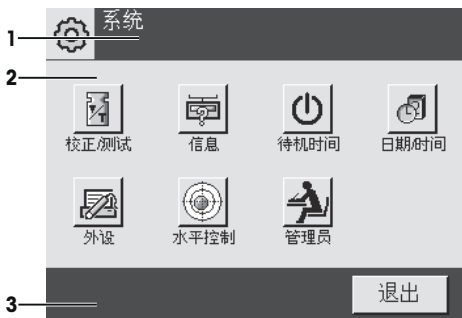 系统
1
2
校正/测试
信息
待机时间
日期/时间
外设
水平控制
管理员
3
退出